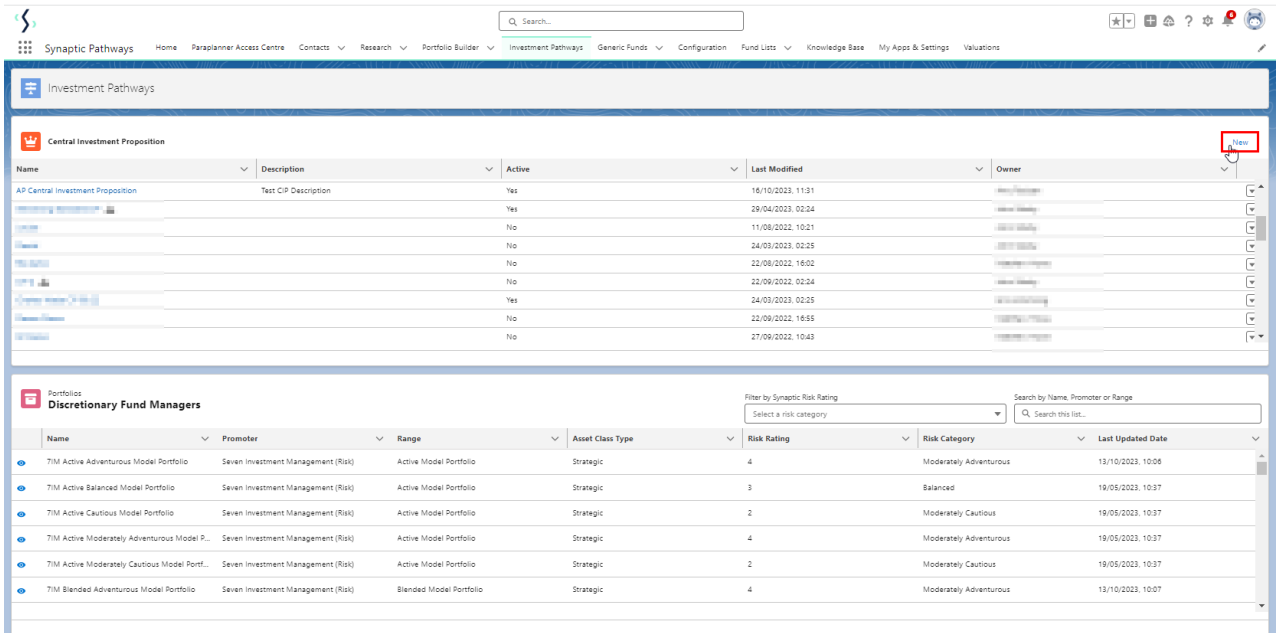 Search...
6
Synaptic Pathways Home Paraplanner Access Centre Contacts Research Portfolio Builder Investment Pathways Generic Funds Configuration Fund Lists Knowledge Base My Apps & Settings Valuations
Investment Pathways
Central Investment Proposition New
Name Description Active Last Modified Owner
AP Central Investment Proposition Test CIP Description Yes 16/10/2023, 11:31
Yes 29/04/2023, 02:24
No 11/08/2022, 10:21
No 24/03/2023, 02:25
No 22/08/2022, 16:02
No 22/09/2022, 02:24
Yes 24/03/2023, 02:25
No 22/09/2022, 16:55
No 27/09/2022, 10:43
Portfolios
Discretionary Fund Managers
Filter by Synaptic Risk Rating Search by Name, Promoter or Range
Select a risk category Search this list...
Name Promoter Range Asset Class Type Risk Rating Risk Category Last Updated Date
7IM Active Adventurous Model Portfolio Seven Investment Management (Risk) Active Model Portfolio Strategic 4 Moderately Adventurous 13/10/2023, 10:06
7IM Active Balanced Model Portfolio Seven Investment Management (Risk) Active Model Portfolio Strategic 3 Balanced 19/05/2023, 10:37
7IM Active Cautious Model Portfolio Seven Investment Management (Risk) Active Model Portfolio Strategic 2 Moderately Cautious 19/05/2023, 10:37
7IM Active Moderately Adventurous Model P... Seven Investment Management (Risk) Active Model Portfolio Strategic 4 Moderately Adventurous 19/05/2023, 10:37
7IM Active Moderately Cautious Model Portf... Seven Investment Management (Risk) Active Model Portfolio Strategic 2 Moderately Cautious 19/05/2023, 10:37
7IM Blended Adventurous Model Portfolio Seven Investment Management (Risk) Blended Model Portfolio Strategic 4 Moderately Adventurous 13/10/2023, 10:07